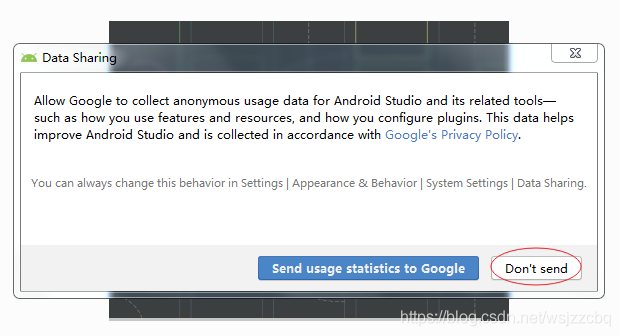 Data Sharing
Allow Google to collect anonymous usage data for Android Studio and its related tools—
such as how you use features and resources, and how you configure plugins. This data helps
improve Android Studio and is collected in accordance with Google's Privacy Policy.
You can always change this behavior in Settings | Appearance & Behavior | System Settings | Data Sharing.
Send usage statistics to Google
Don't send
https://blog.csdn.net/wsjzzcbq